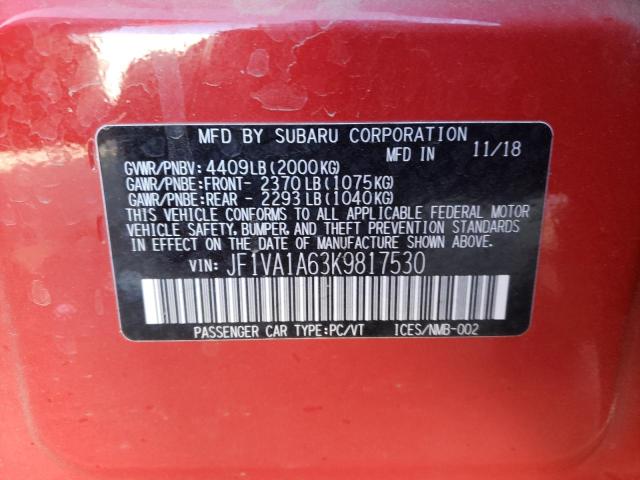 MFD BY SUBARU CORPORATION
MFD IN 11/18
GVWR/PNBV: 4409LB(2000KG)
GAWR/PNBE:FRONT- 2370LB(1075KG)
GAWR/PNBE:REAR - 2293LB(1040KG)
THIS VEHICLE CONFORMS TO ALL APPLICABLE FEDERAL MOTOR
VEHICLE SAFETY, BUMPER, AND THEFT PREVENTION STANDARDS
IN EFFECT ON THE DATE OF MANUFACTURE SHOWN ABOVE.
VIN: JF1VA1A63K9817530
PASSENGER CAR TYPE:PC/VT ICES/NMB-002